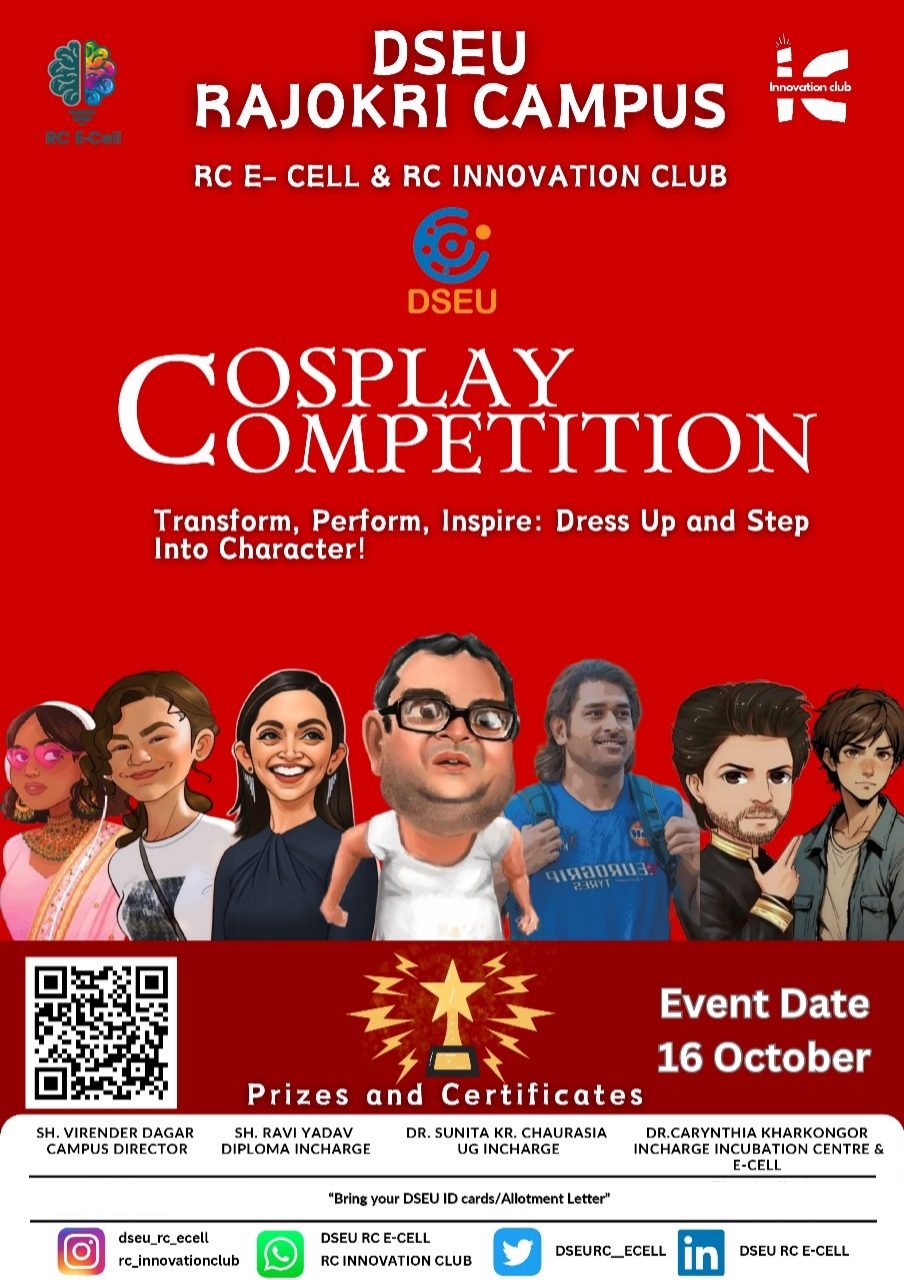 DSEU
RAJOKRI CAMPUS
RC E-Cell
Innovation club
RC E- CELL & RC INNOVATION CLUB
DSEU
COSPLAY
COMPETITION
Transform, Perform, Inspire: Dress Up and Step
Into Character!
EUROGRIP
TYRES
Event Date
16 October
Prizes and Certificates
SH. VIRENDER DAGAR
CAMPUS DIRECTOR
SH. RAVI YADAV
DIPLOMA INCHARGE
DR. SUNITA KR. CHAURASIA
UG INCHARGE
DR.CARYNTHIA KHARKONGOR
INCHARGE INCUBATION CENTRE &
E-CELL
“Bring your DSEU ID cards/Allotment Letter”
dseu_rc_ecell
rc_innovationclub
DSEU RC E-CELL
RC INNOVATION CLUB
DSEURC__ECELL
in
DSEU RC E-CELL